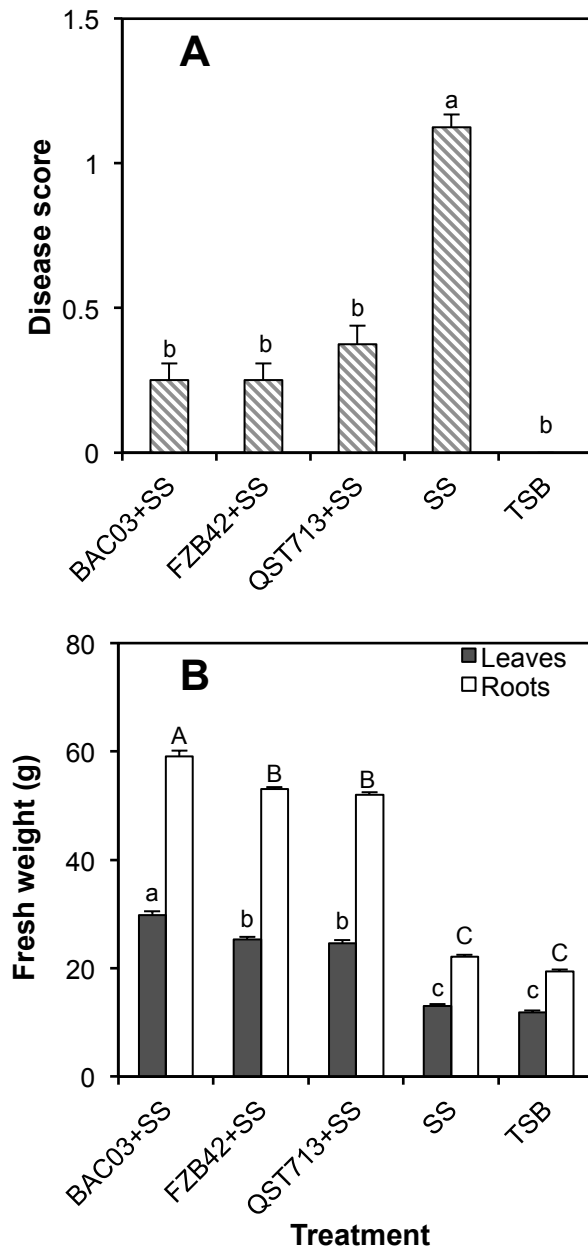 A
Disease score
1.5
1
0.5
0
b
b
b
a
b
BAC03+SS
FZB42+SS
QST713+SS
SS
TSB
B
Leaves
Roots
Fresh weight (g)
80
60
40
20
0
a
A
b
B
b
B
c
C
c
C
BAC03+SS
FZB42+SS
QST713+SS
SS
TSB
Treatment